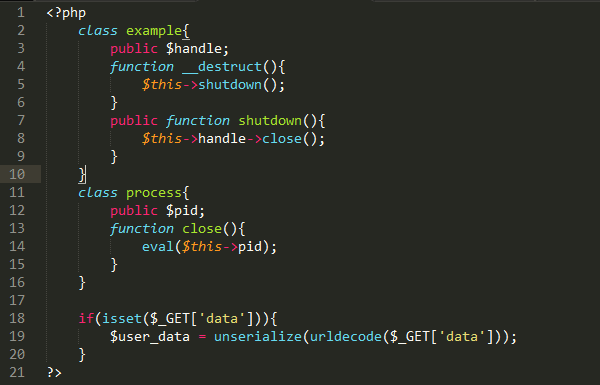 1 <?php
2 class example{
3 public $handle;
4 function __destruct(){
5 $this->shutdown();
6 }
7 public function shutdown(){
8 $this->handle->close();
9 }
10 }
11 class process{
12 public $pid;
13 function close(){
14 eval($this->pid);
15 }
16 }
17
18 if(isset($_GET['data'])){
19 $user_data = unserialize(urldecode($_GET['data']));
20 }
21 ?>